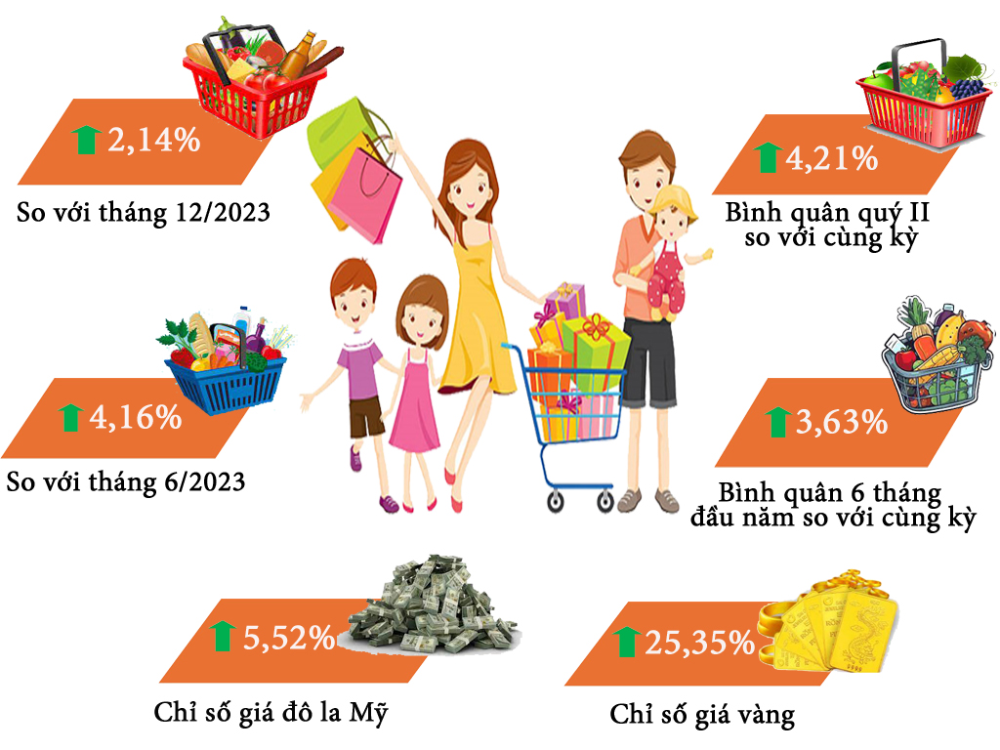 2,14%
So với tháng 12/2023
4,21%
Bình quân quý II
so với cùng kỳ
4,16%
So với tháng 6/2023
3,63%
Bình quân 6 tháng
đầu năm so với cùng kỳ
5,52%
Chỉ số giá đô la Mỹ
25,35%
Chỉ số giá vàng